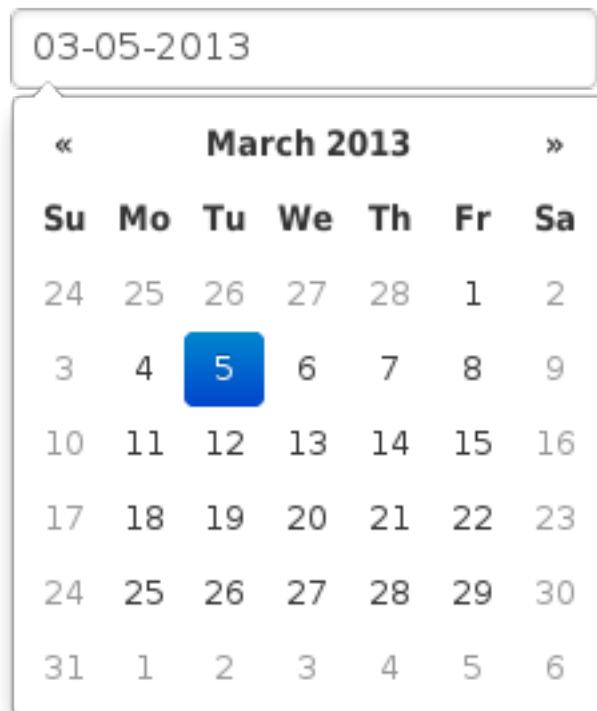 03-05-2013
« March 2013 »
Su Mo Tu We Th Fr Sa
24 25 26 27 28 1 2
3 4 5 6 7 8 9
10 11 12 13 14 15 16
17 18 19 20 21 22 23
24 25 26 27 28 29 30
31 1 2 3 4 5 6